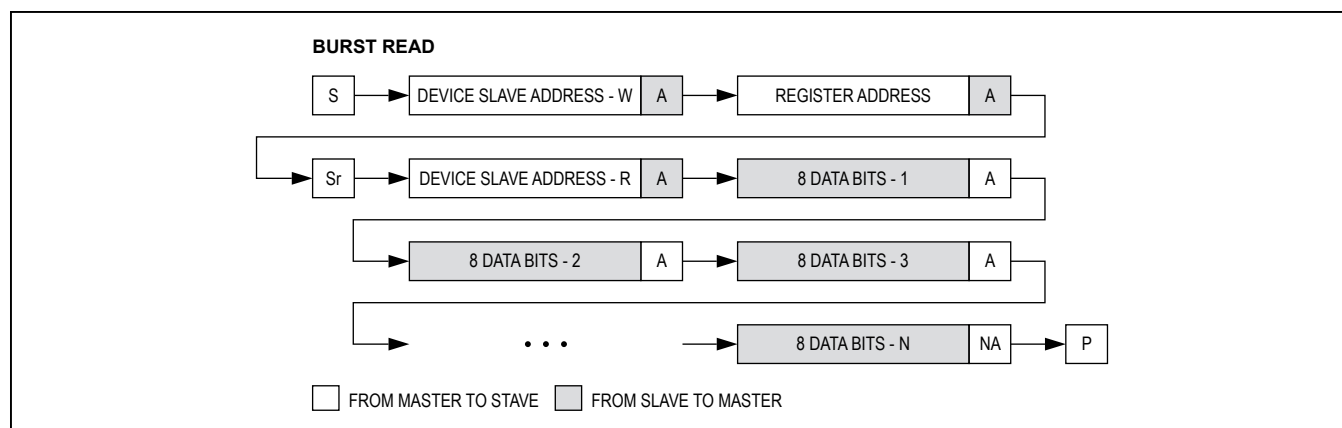 BURST READ
S DEVICE SLAVE ADDRESS - W A REGISTER ADDRESS A
Sr DEVICE SLAVE ADDRESS - R A 8 DATA BITS - 1 A
8 DATA BITS - 2 A 8 DATA BITS - 3 A
• • • 8 DATA BITS - N NA P
FROM MASTER TO STAVE FROM SLAVE TO MASTER